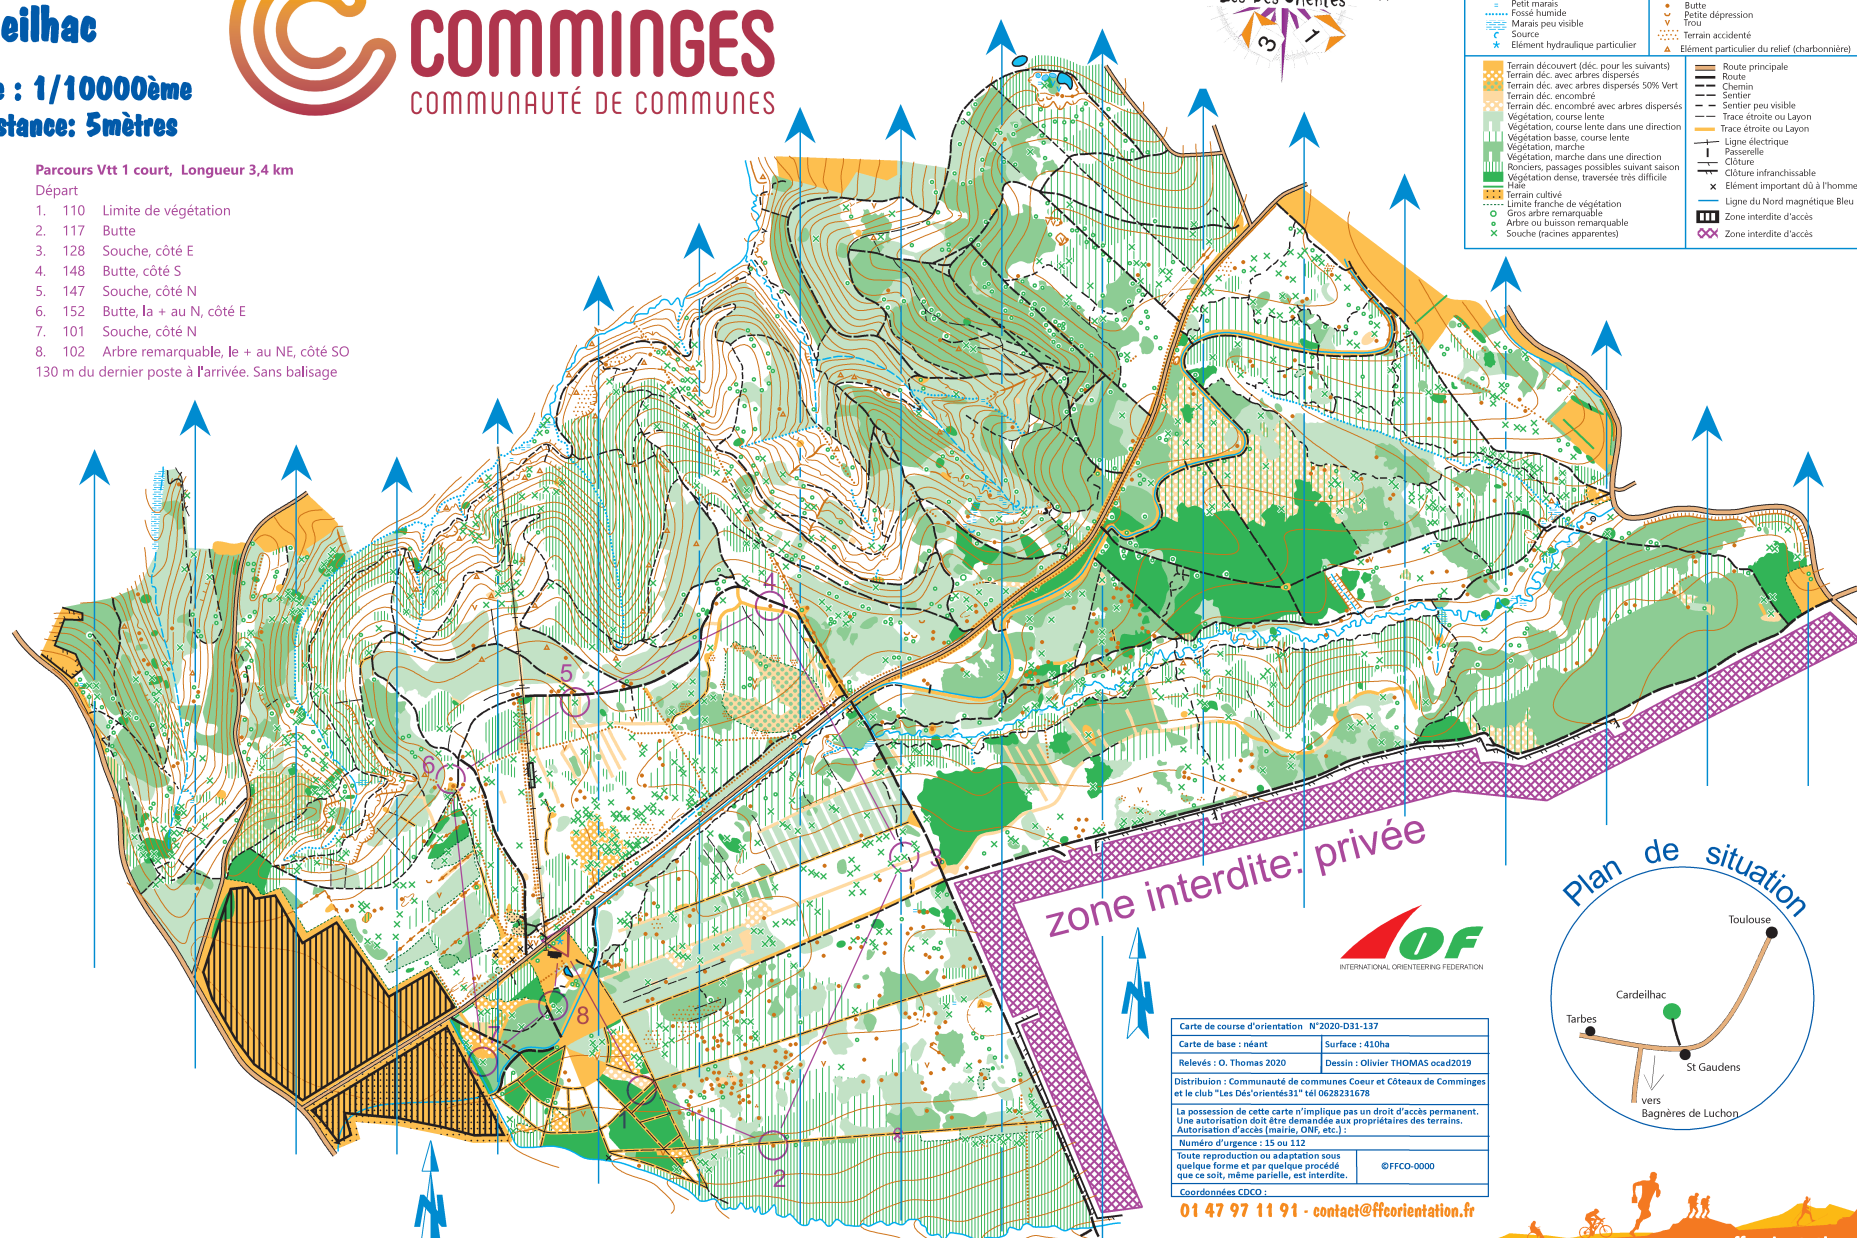 eilhac
e : 1/10000ème
stance: 5mètres
COMMINGES
COMMUNAUTÉ DE COMMUNES
Parcours Vtt 1 court, Longueur 3,4 km
Départ
1. 110 Limite de végétation
2. 117 Butte
3. 128 Souche, côté E
4. 148 Butte, côté S
5. 147 Souche, côté N
6. 152 Butte, la + au N, côté E
7. 101 Souche, côté N
8. 102 Arbre remarquable, le + au NE, côté SO
130 m du dernier poste à l'arrivée. Sans balisage
3 1
Petit marais
Fossé humide
Marais peu visible
Source
Elément hydraulique particulier
Butte
Petite dépression
Trou
Terrain accidenté
Elément particulier du relief (charbonnière)
Terrain découvert (déc. pour les suivants)
Terrain déc. avec arbres dispersés
Terrain déc. avec arbres dispersés 50% Vert
Terrain déc. encombré
Terrain déc. encombré avec arbres dispersés
Végétation, course lente
Végétation, course lente dans une direction
Végétation basse, course lente
Végétation, marche
Végétation, marche dans une direction
Ronciers, passages possibles suivant saison
Végétation dense, traversée très difficile
Haie
Terrain cultivé
Limite franche de végétation
Gros arbre remarquable
Arbre ou buisson remarquable
Souche (racines apparentes)
Route principale
Route
Chemin
Sentier
Sentier peu visible
Trace étroite ou Layon
Trace étroite ou Layon
Ligne électrique
Passerelle
Clôture
Clôture infranchissable
Elément important dû à l'homme
Ligne du Nord magnétique Bleu
Zone interdite d'accès
Zone interdite d'accès
4
5
6
3
7
8
1
2
zone interdite: privée
N
N
IOF
INTERNATIONAL ORIENTEERING FEDERATION
Plan de situation
Toulouse
Cardeilhac
Tarbes
St Gaudens
vers
Bagnères de Luchon
Carte de course d'orientation N°2020-D31-137
Carte de base : néant Surface : 410ha
Relevés : O. Thomas 2020 Dessin : Olivier THOMAS ocad2019
Distribuion : Communauté de communes Coeur et Côteaux de Comminges
et le club "Les Dés'orientés31" tél 0628231678
La possession de cette carte n'implique pas un droit d'accès permanent.
Une autorisation doit être demandée aux propriétaires des terrains.
Autorisation d'accès (mairie, ONF, etc.) :
Numéro d'urgence : 15 ou 112
Toute reproduction ou adaptation sous
quelque forme et par quelque procédé
que ce soit, même parielle, est interdite.
©FFCO-0000
Coordonnées CDCO :
01 47 97 11 91 - contact@ffcorientation.fr